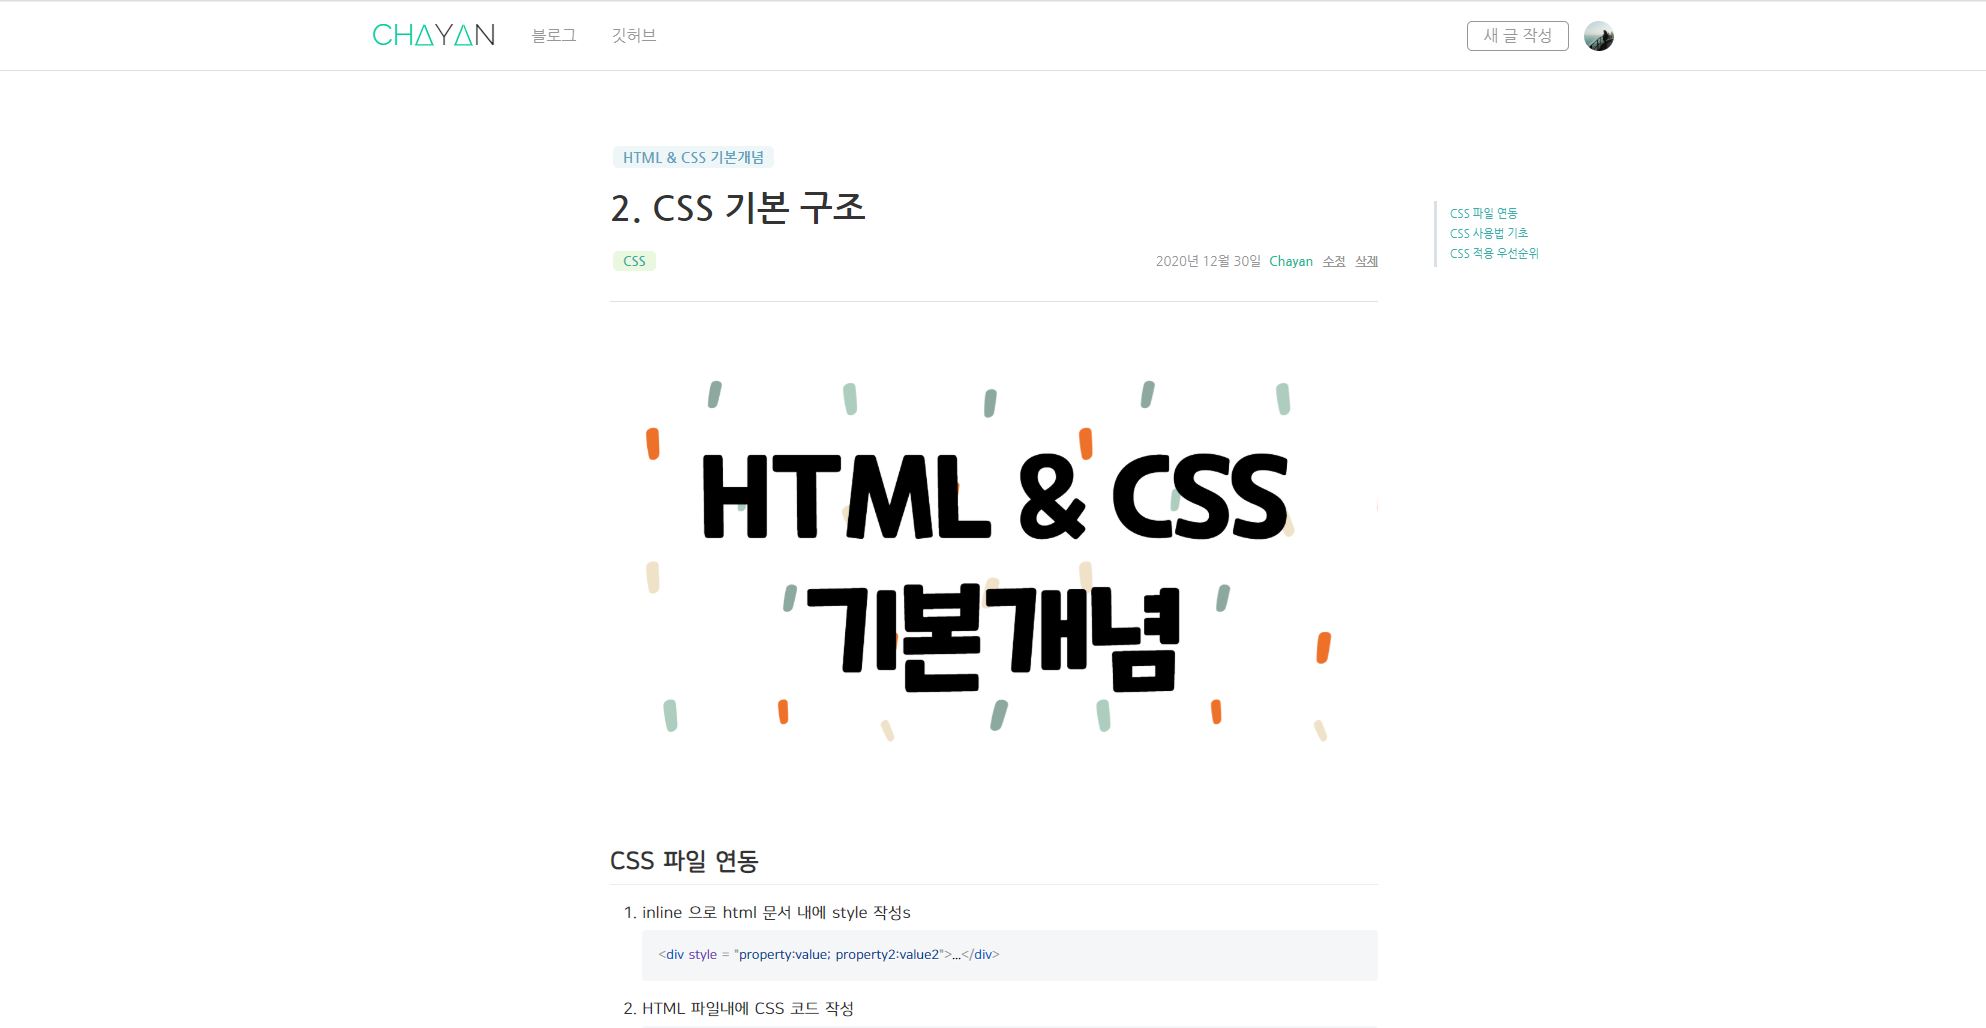 CHAYAN 블로그 깃허브 새 글 작성
HTML & CSS 기본개념
2. CSS 기본 구조
CSS 2020년 12월 30일 Chayan 수정 삭제
CSS 파일 연동
CSS 사용법 기초
CSS 적용 우선순위
HTML & CSS
기본개념
CSS 파일 연동
1. inline 으로 html 문서 내에 style 작성s
<div style = "property:value; property2:value2">...</div>
2. HTML 파일내에 CSS 코드 작성